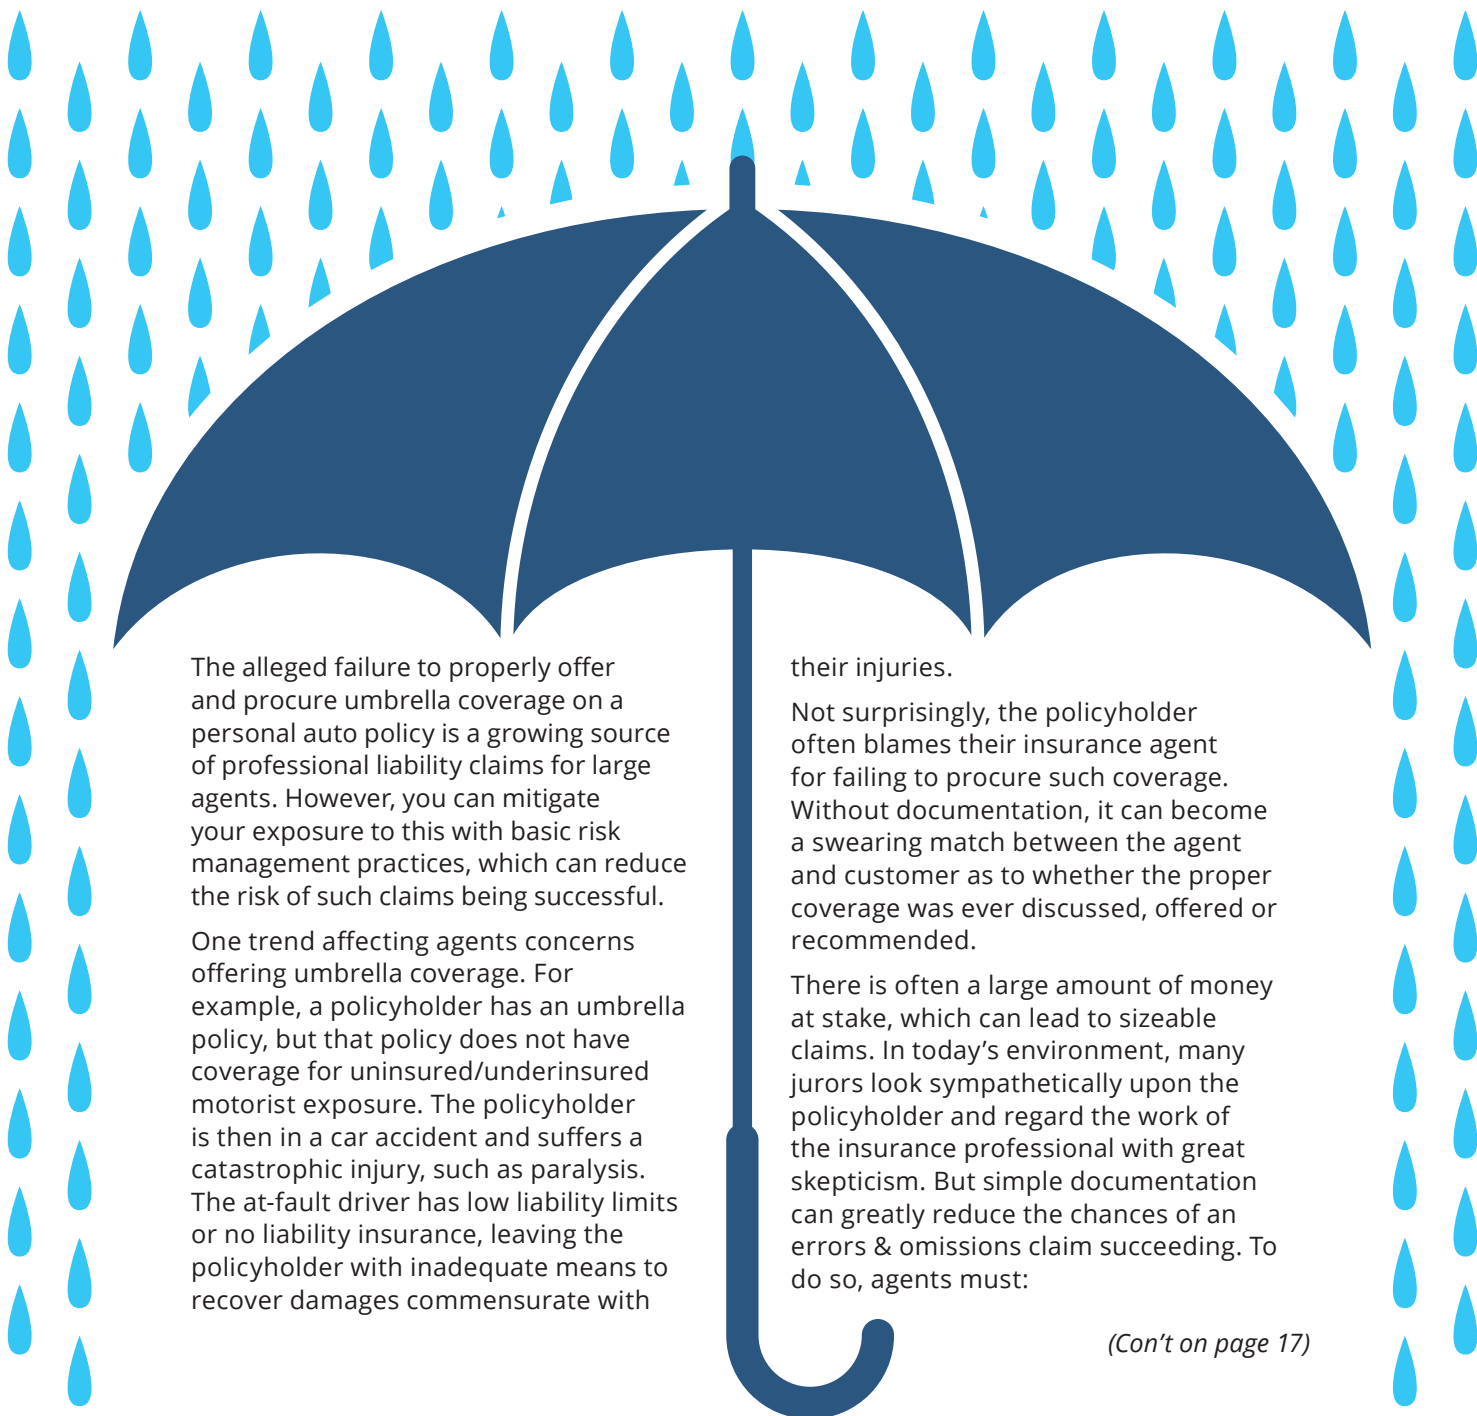 The alleged failure to properly offer
and procure umbrella coverage on a
personal auto policy is a growing source
of professional liability claims for large
agents. However, you can mitigate
your exposure to this with basic risk
management practices, which can reduce
the risk of such claims being successful.
One trend affecting agents concerns
offering umbrella coverage. For
example, a policyholder has an umbrella
policy, but that policy does not have
coverage for uninsured/underinsured
motorist exposure. The policyholder
is then in a car accident and suffers a
catastrophic injury, such as paralysis.
The at-fault driver has low liability limits
or no liability insurance, leaving the
policyholder with inadequate means to
recover damages commensurate with
their injuries.
Not surprisingly, the policyholder
often blames their insurance agent
for failing to procure such coverage.
Without documentation, it can become
a swearing match between the agent
and customer as to whether the proper
coverage was ever discussed, offered or
recommended.
There is often a large amount of money
at stake, which can lead to sizeable
claims. In today’s environment, many
jurors look sympathetically upon the
policyholder and regard the work of
the insurance professional with great
skepticism. But simple documentation
can greatly reduce the chances of an
errors & omissions claim succeeding. To
do so, agents must:
(Con’t on page 17)